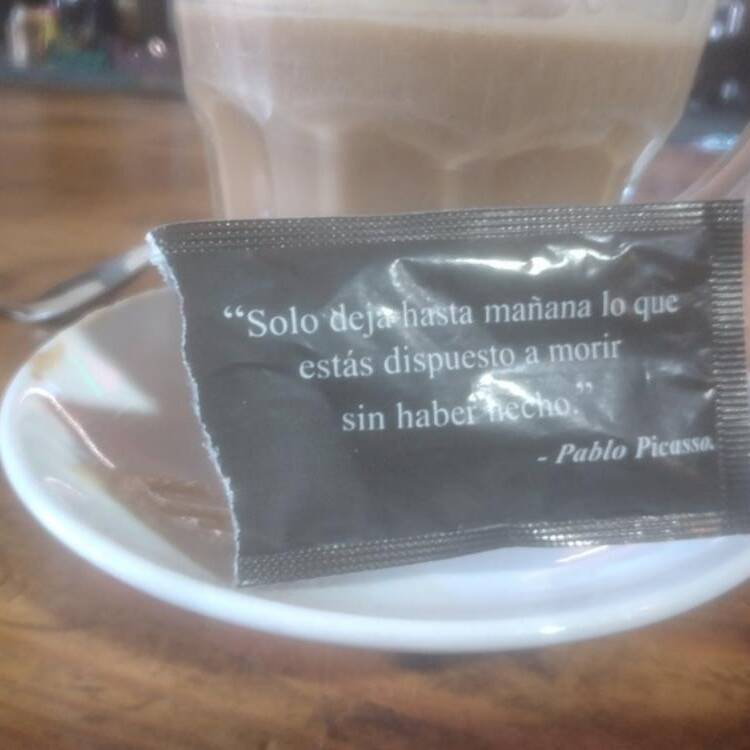 “Solo deja hasta mañana lo que
estás dispuesto a morir
sin haber hecho.”
- Pablo Picasso.